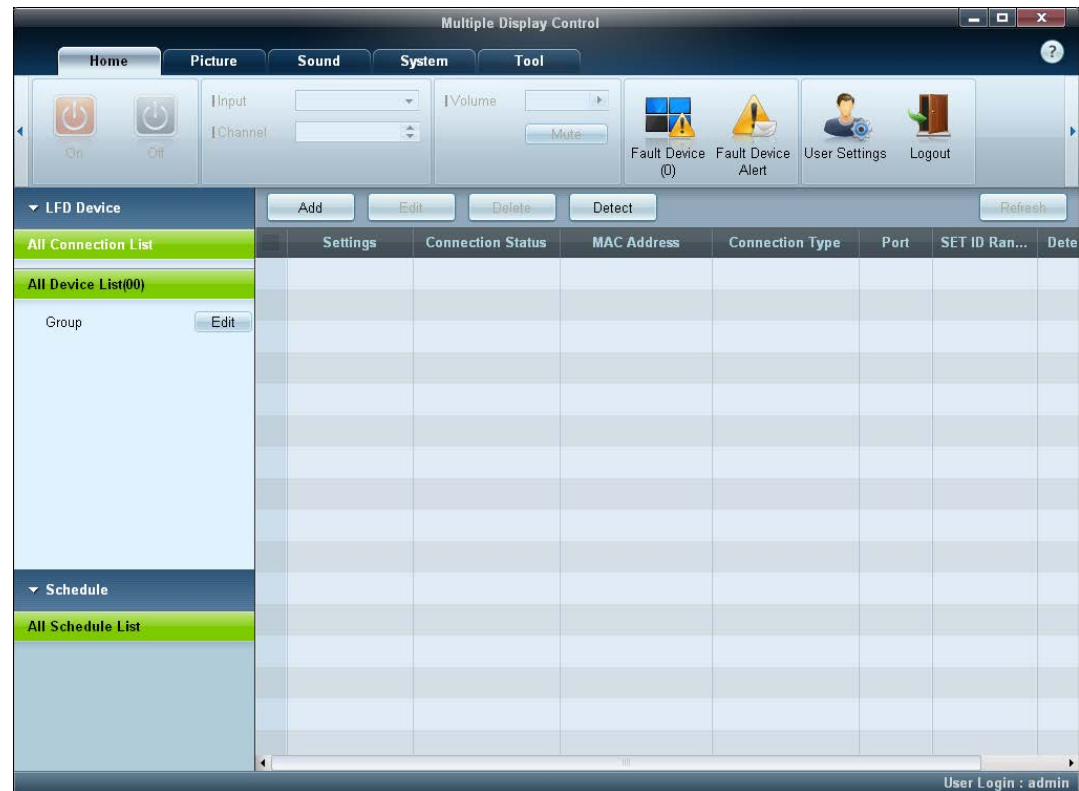 Multiple Display Control
Home Picture Sound System Tool
Input
Volume
Channel
Mute
On Off
Fault Device
(0)
Fault Device
Alert
User Settings
Logout
LFD Device
Add Edit Delete Detect Refresh
All Connection List
Settings Connection Status MAC Address Connection Type Port SET ID Ran... Dete
All Device List(00)
Group Edit
Schedule
All Schedule List
User Login : admin